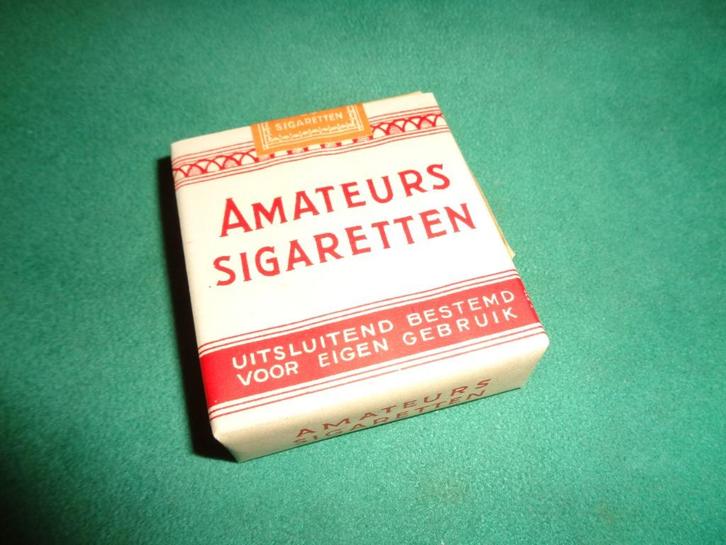 SIGARETTEN
AMATEURS
SIGARETTEN
UITSLUITEND BESTEMD
VOOR EIGEN GEBRUIK
AMATEURS
SIGARETTEN